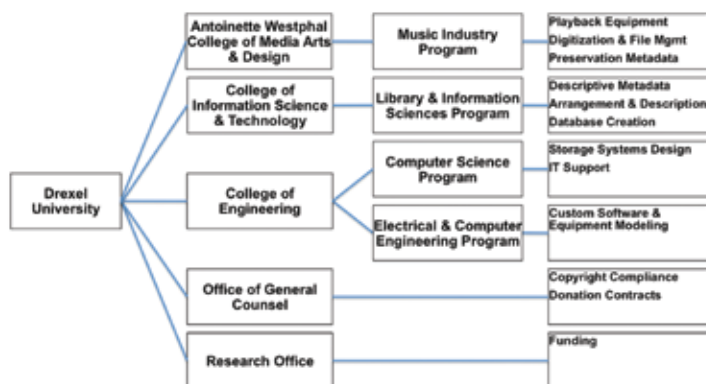 Drexel
University
Antoinette Westphal
College of Media Arts
& Design
Music Industry
Program
Playback Equipment
Digitization & File Mgmt
Preservation Metadata
College of
Information Science
& Technology
Library & Information
Sciences Program
Descriptive Metadata
Arrangement & Description
Database Creation
College of
Engineering
Computer Science
Program
Storage Systems Design
IT Support
Electrical & Computer
Engineering Program
Custom Software &
Equipment Modeling
Office of General
Counsel
Copyright Compliance
Donation Contracts
Research Office
Funding